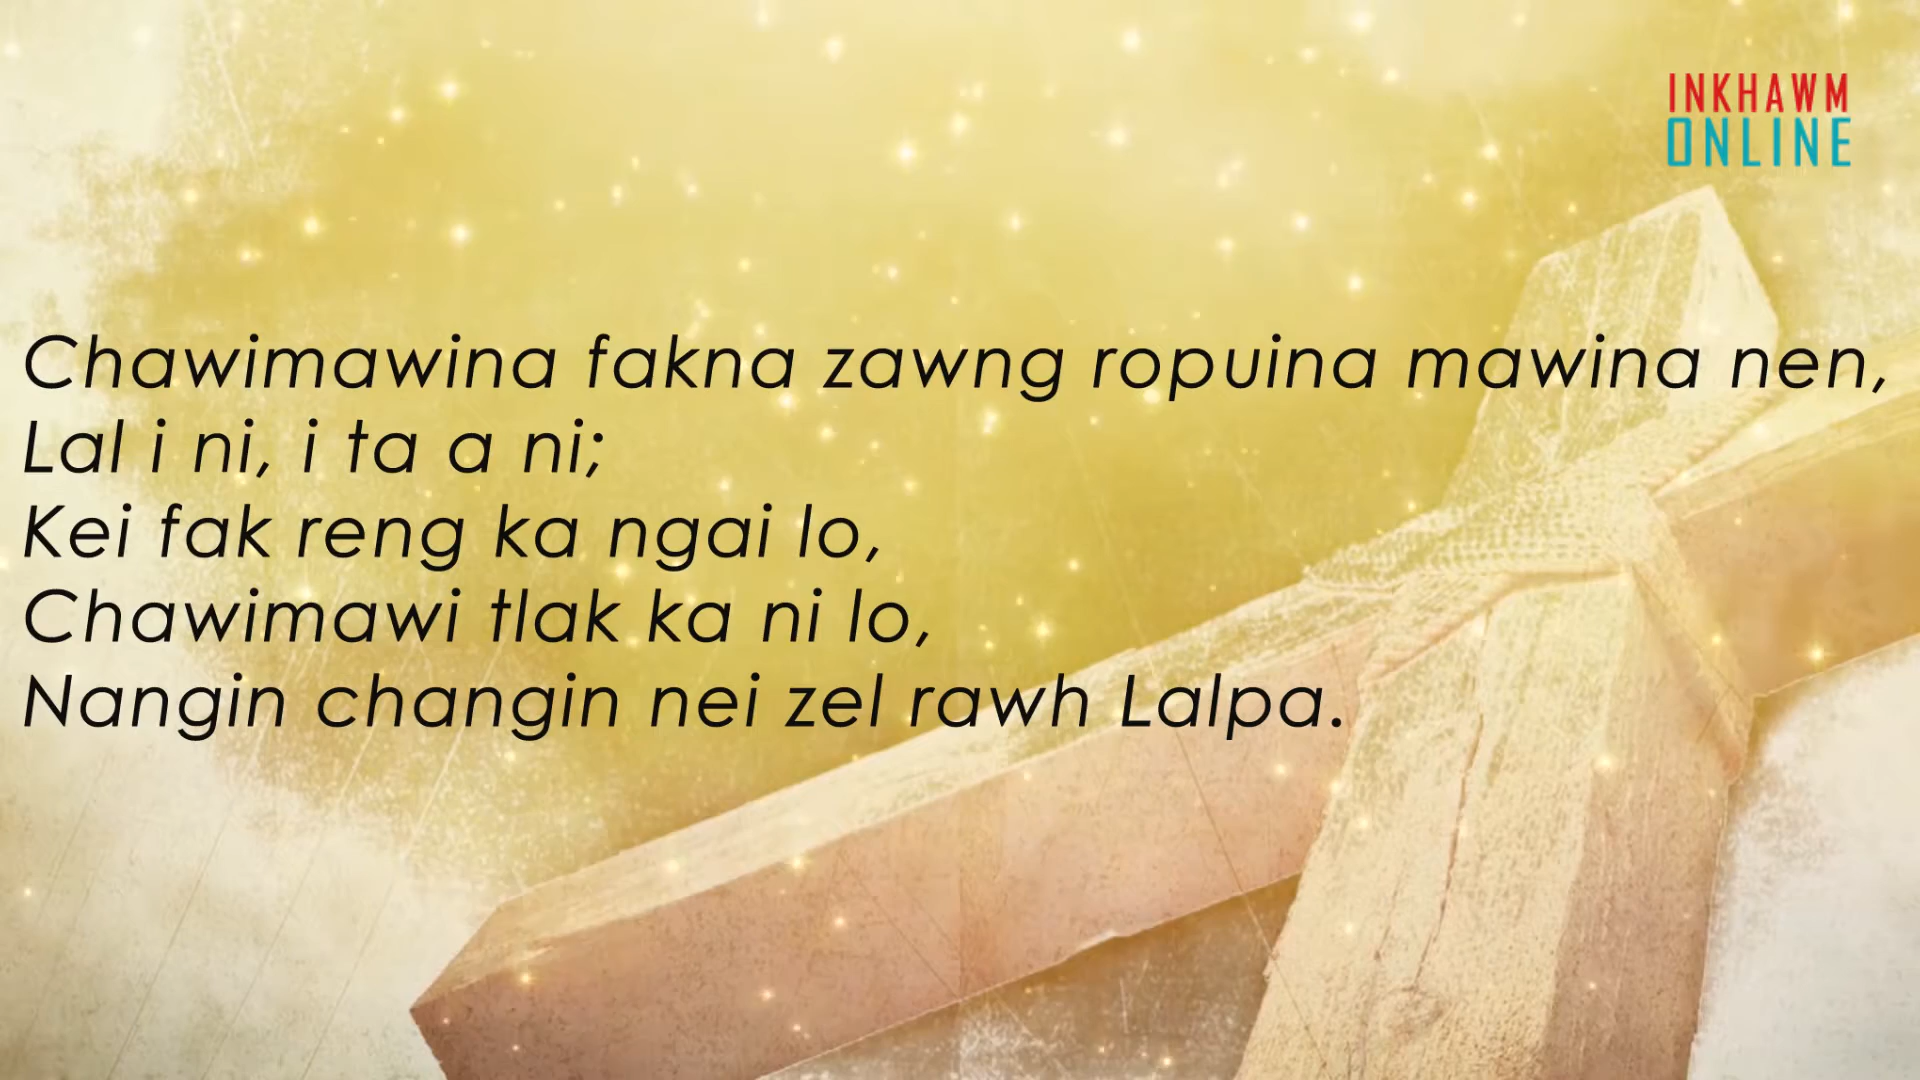 INKHAWM
ONLINE
Chawimawina fakna zawng ropuina mawina nen,
Lal i ni, i ta a ni;
Kei fak reng ka ngai lo,
Chawimawi tlak ka ni lo,
Nangin changin nei zel rawh Lalpa.